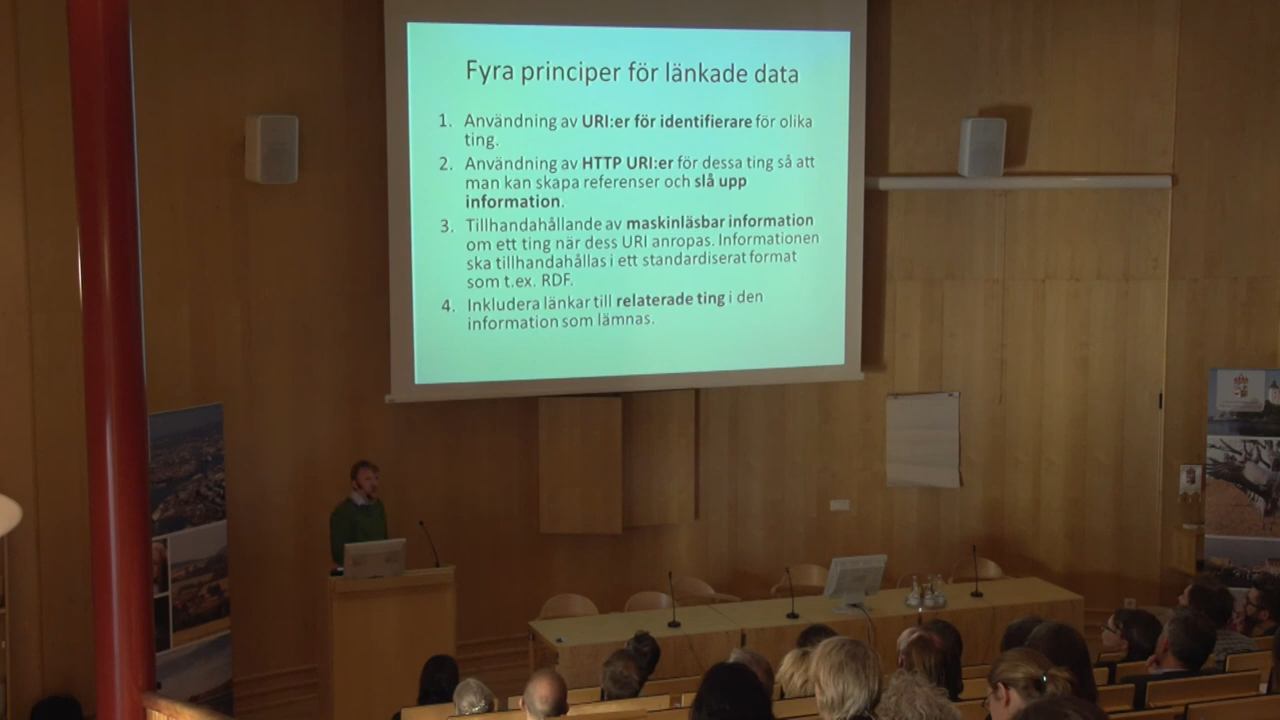 Fyra principer för länkade data
1. Användning av URI:er för identifierare för olika
ting.
2. Användning av HTTP URI:er för dessa ting så att
man kan skapa referenser och slå upp
information.
3. Tillhandahållande av maskinläsbar information
om ett ting när dess URI anropas. Informationen
ska tillhandahållas i ett standardiserat format
som t.ex. RDF.
4. Inkludera länkar till relaterade ting i den
information som lämnas.